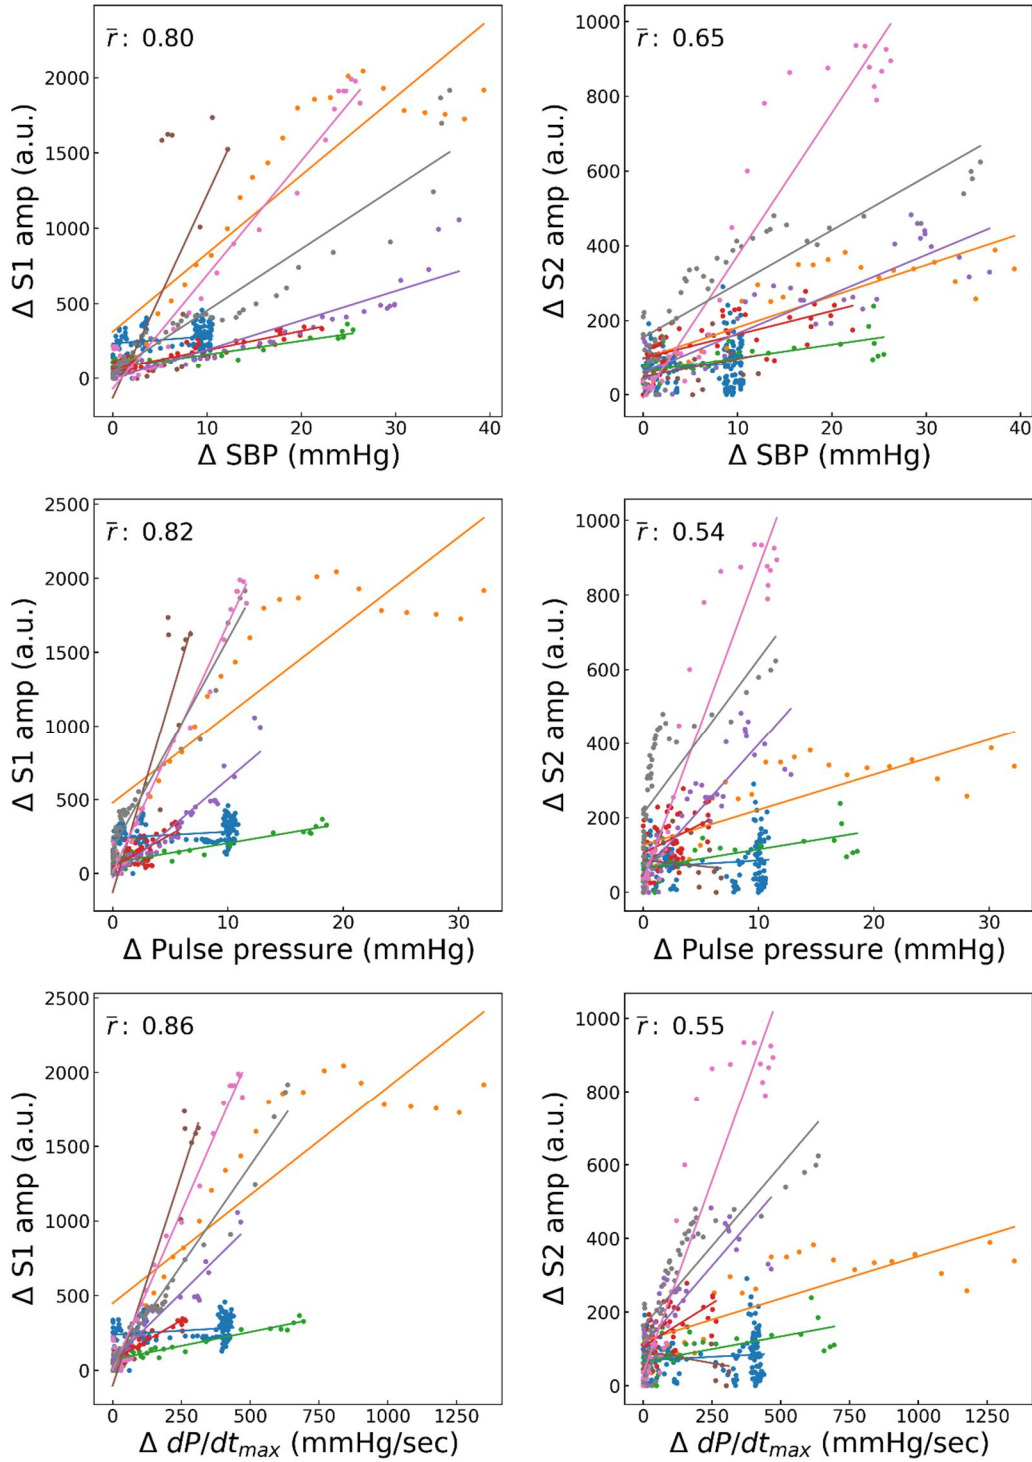 r̄ : 0.80
Δ S1 amp (a.u.)
2000
1500
1000
500
0
0 10 20 30 40
Δ SBP (mmHg)
r̄ : 0.65
Δ S2 amp (a.u.)
1000
800
600
400
200
0
0 10 20 30 40
Δ SBP (mmHg)
r̄ : 0.82
Δ S1 amp (a.u.)
2500
2000
1500
1000
500
0
0 10 20 30
Δ Pulse pressure (mmHg)
r̄ : 0.54
Δ S2 amp (a.u.)
1000
800
600
400
200
0
0 10 20 30
Δ Pulse pressure (mmHg)
r̄ : 0.86
Δ S1 amp (a.u.)
2500
2000
1500
1000
500
0
0 250 500 750 1000 1250
Δ dP/dt_max (mmHg/sec)
r̄ : 0.55
Δ S2 amp (a.u.)
1000
800
600
400
200
0
0 250 500 750 1000 1250
Δ dP/dt_max (mmHg/sec)